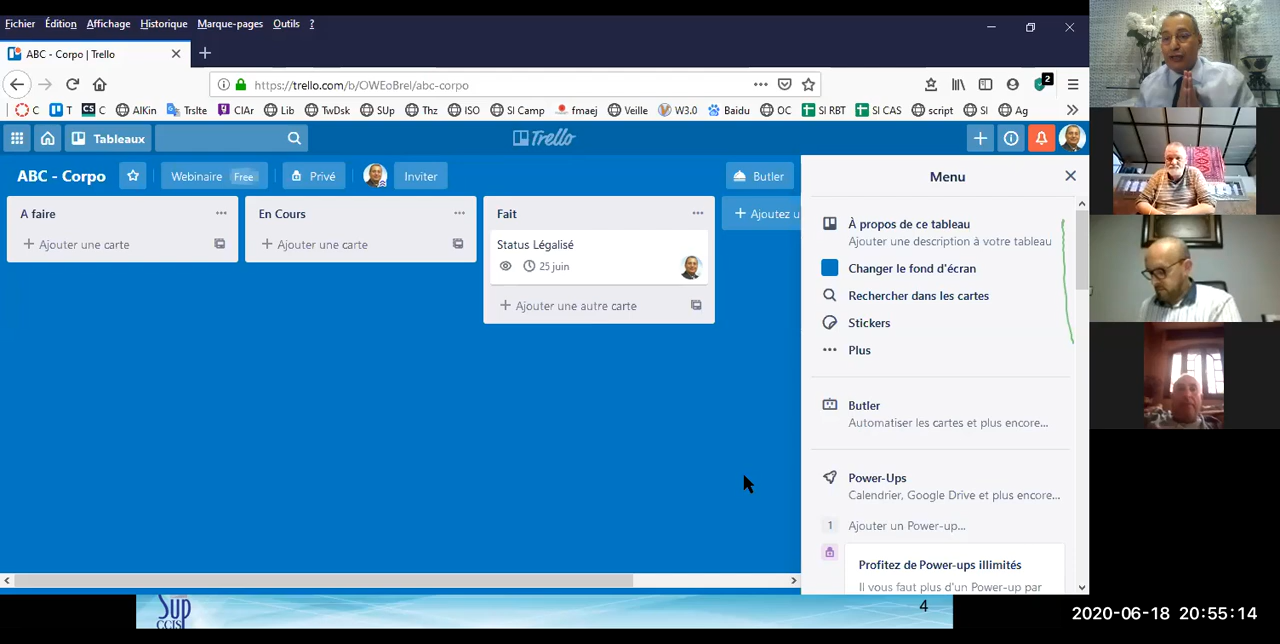 Fichier Édition Affichage Historique Marque-pages Outils ?
ABC - Corpo | Trello
https://trello.com/b/OWEoBrel/abc-corpo
2
C T C AlKin Trslte CIAr Lib TwDsk SUp Thz ISO SI Camp fmaej Veille W3.0 Baidu OC SI RBT SI CAS script SI Ag
Tableaux
Trello
ABC - Corpo
Webinaire Free
Privé
Inviter
Butler
A faire
Ajouter une carte
En Cours
Ajouter une carte
Fait
Status Légalisé
25 juin
Ajouter une autre carte
Ajoutez u
Menu
À propos de ce tableau
Ajouter une description à votre tableau
Changer le fond d'écran
Rechercher dans les cartes
Stickers
Plus
Butler
Automatiser les cartes et plus encore...
Power-Ups
Calendrier, Google Drive et plus encore...
1 Ajouter un Power-up...
Profitez de Power-ups illimités
Il vous faut plus d'un Power-up par
Sup
CCIS
4
2020-06-18 20:55:14